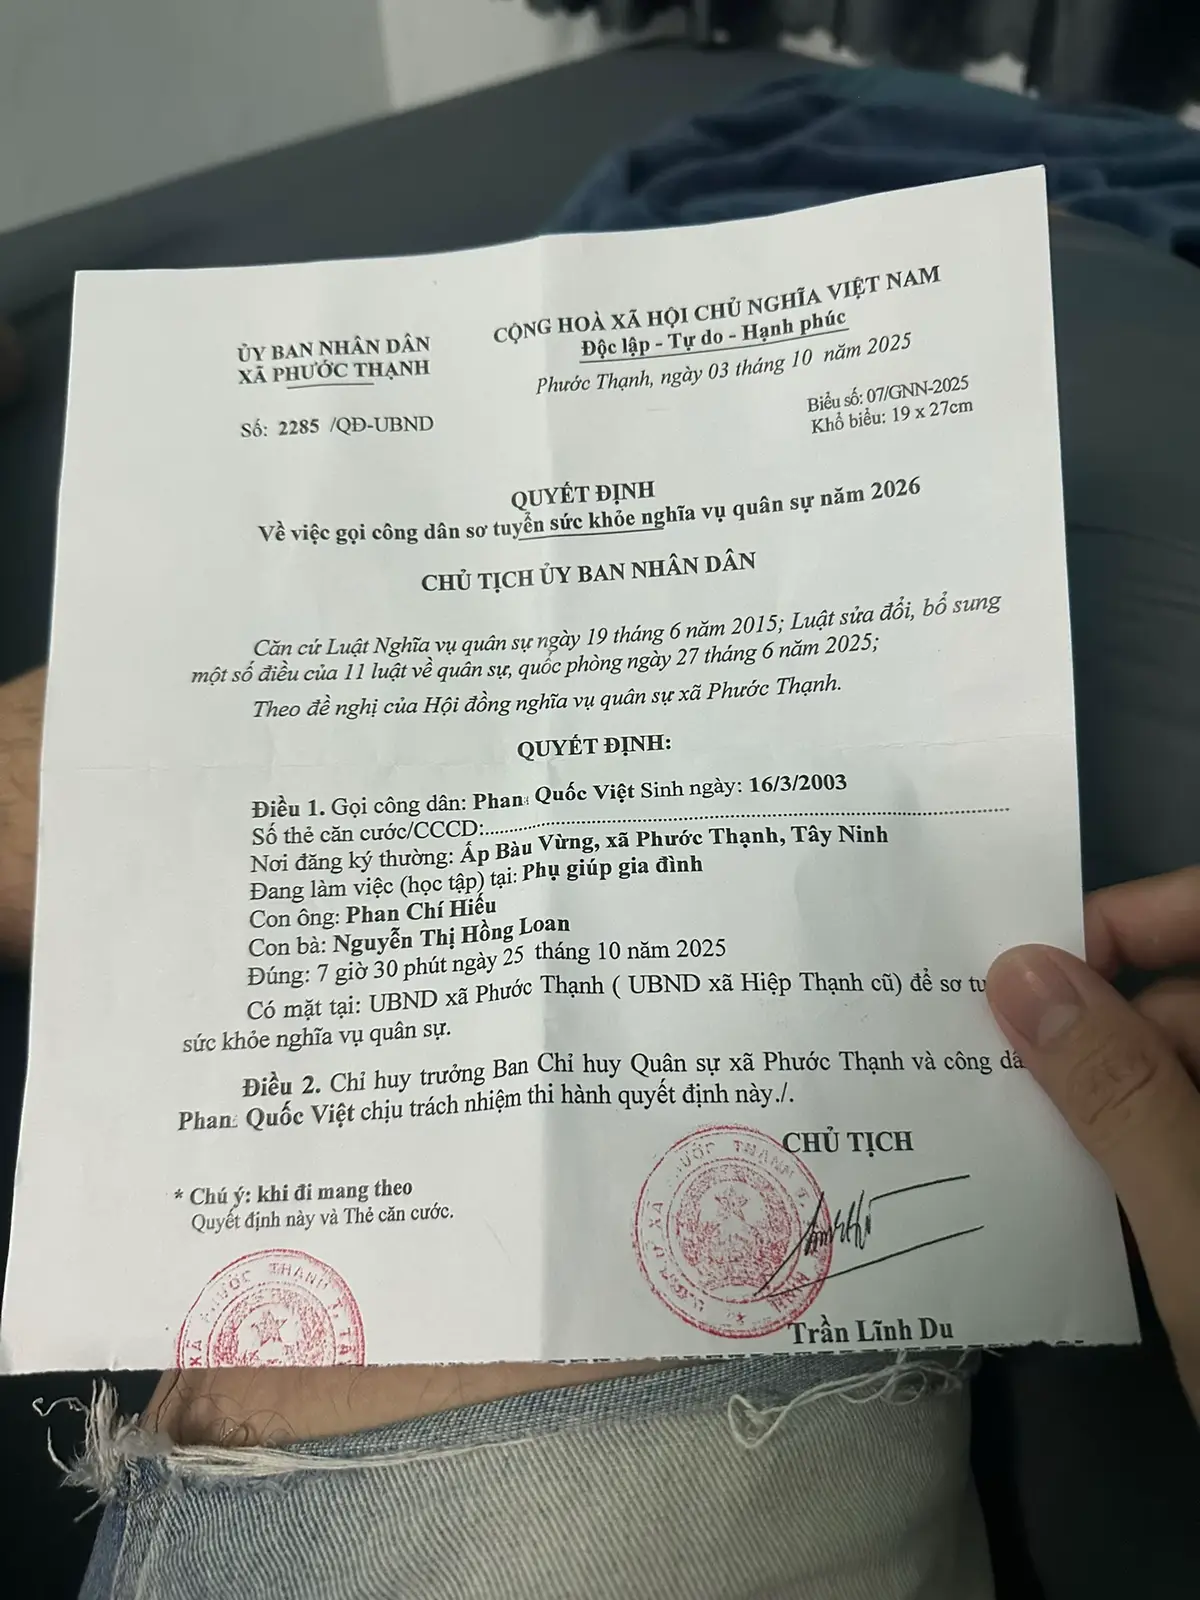 ỦY BAN NHÂN DÂN
XÃ PHƯỚC THẠNH
Số: 2285 /QĐ-UBND
CỘNG HOÀ XÃ HỘI CHỦ NGHĨA VIỆT NAM
Độc lập - Tự do - Hạnh phúc
Phước Thạnh, ngày 03 tháng 10 năm 2025
Biểu số: 07/GNN-2025
Khổ biểu: 19 x 27cm
QUYẾT ĐỊNH
Về việc gọi công dân sơ tuyển sức khỏe nghĩa vụ quân sự năm 2026
CHỦ TỊCH ỦY BAN NHÂN DÂN
Căn cứ Luật Nghĩa vụ quân sự ngày 19 tháng 6 năm 2015; Luật sửa đổi, bổ sung
một số điều của 11 luật về quân sự, quốc phòng ngày 27 tháng 6 năm 2025;
Theo đề nghị của Hội đồng nghĩa vụ quân sự xã Phước Thạnh.
QUYẾT ĐỊNH:
Điều 1. Gọi công dân: Phan Quốc Việt Sinh ngày: 16/3/2003
Số thẻ căn cước/CCCD:....................
Nơi đăng ký thường: Ấp Bàu Vừng, xã Phước Thạnh, Tây Ninh
Đang làm việc (học tập) tại: Phụ giúp gia đình
Con ông: Phan Chí Hiếu
Con bà: Nguyễn Thị Hồng Loan
Đúng: 7 giờ 30 phút ngày 25 tháng 10 năm 2025
Có mặt tại: UBND xã Phước Thạnh ( UBND xã Hiệp Thạnh cũ) để sơ tu
sức khỏe nghĩa vụ quân sự.
Điều 2. Chỉ huy trưởng Ban Chỉ huy Quân sự xã Phước Thạnh và công dâ
Phan Quốc Việt chịu trách nhiệm thi hành quyết định này./.
* Chú ý: khi đi mang theo
Quyết định này và Thẻ căn cước.
CHỦ TỊCH
Trần Lĩnh Du